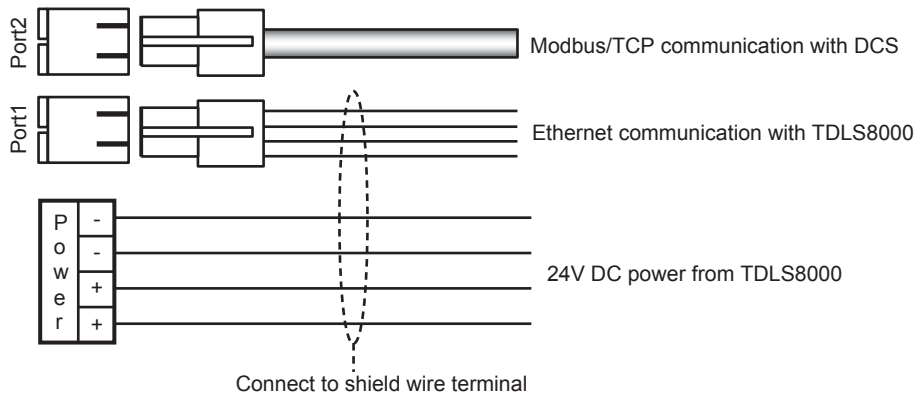 Port2
Modbus/TCP communication with DCS
Port1
Ethernet communication with TDLS8000
Power
-
-
+
+
24V DC power from TDLS8000
Connect to shield wire terminal